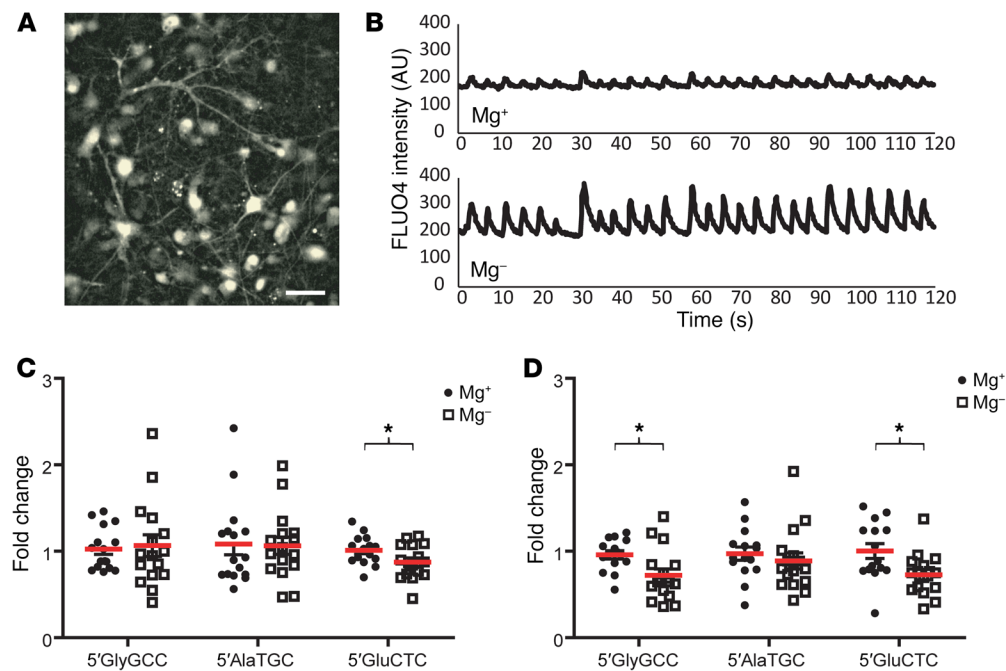 A
B
400
300
200
100
0
Mg⁺
0 10 20 30 40 50 60 70 80 90 100 110 120
400
300
200
100
0
Mg⁻
0 10 20 30 40 50 60 70 80 90 100 110 120
FLUO4 intensity (AU)
Time (s)
C
Fold change
3
2
1
0
Mg⁺
Mg⁻
*
5′GlyGCC 5′AlaTGC 5′GluCTC
D
Fold change
3
2
1
0
Mg⁺
Mg⁻
*
*
5′GlyGCC 5′AlaTGC 5′GluCTC